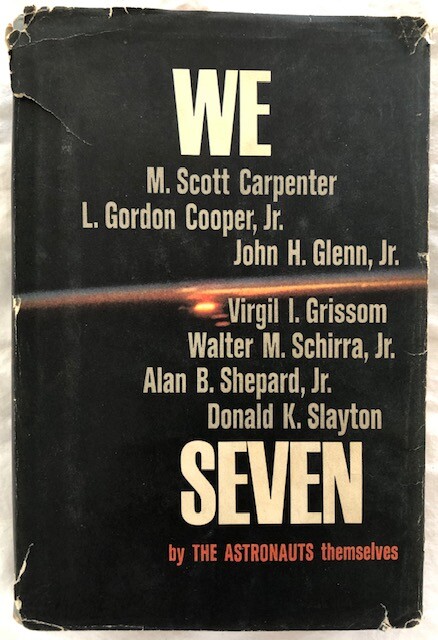 WE
M. Scott Carpenter
L. Gordon Cooper, Jr.
John H. Glenn, Jr.
Virgil I. Grissom
Walter M. Schirra, Jr.
Alan B. Shepard, Jr.
Donald K. Slayton
SEVEN
by THE ASTRONAUTS themselves